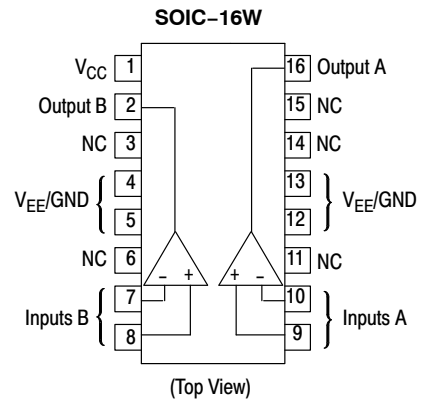 SOIC–16W
VCC 1 16 Output A
Output B 2 15 NC
NC 3 14 NC
4 13
VEE/GND VEE/GND
5 12
NC 6 11 NC
– + + –
7 10
Inputs B Inputs A
8 9
(Top View)